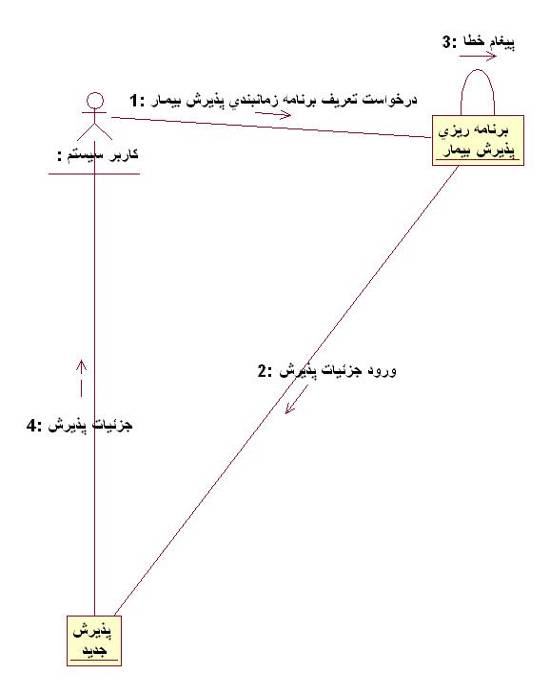 3: پیغام خطا
1: درخواست تعریف برنامه زمانبندي پذیرش بیمار
برنامه ریزي
پذیرش بیمار
کاربر سیستم :
2: ورود جزئیات پذیرش
4: جزئیات پذیرش
پذیرش
جدید